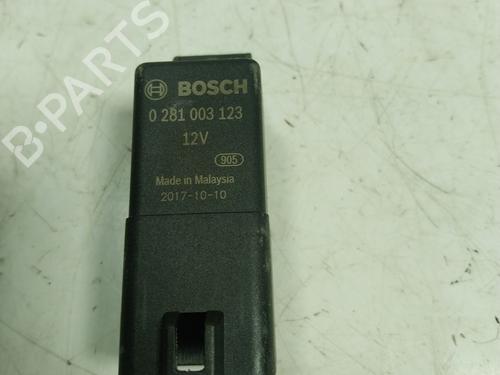 BOSCH
0 281 003 123
12V
905
Made in Malaysia
2017-10-10
B-PARTS